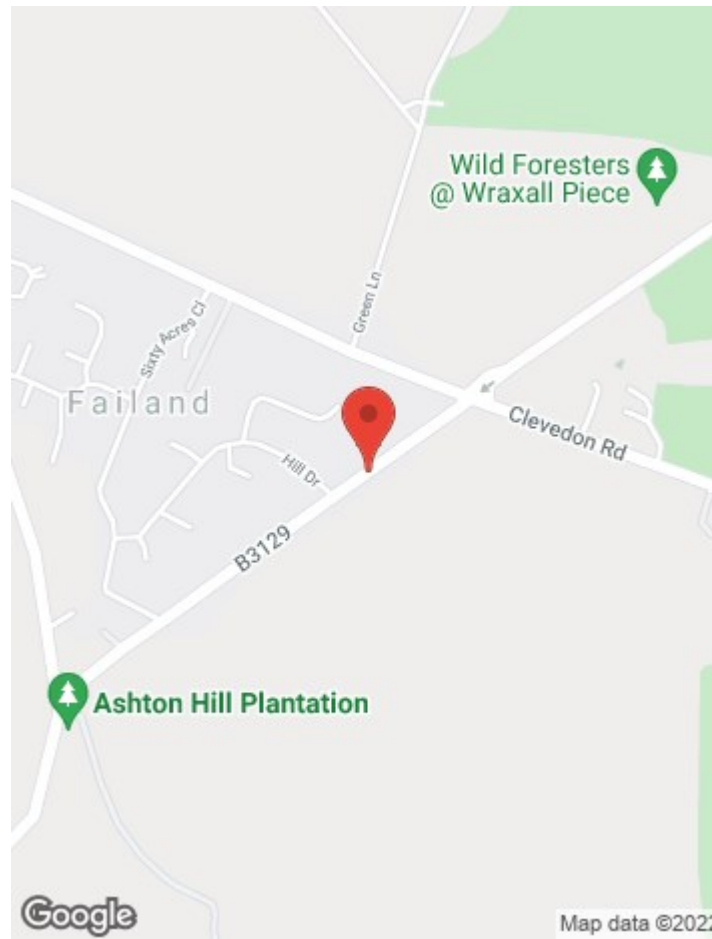 Wild Foresters
@ Wraxall Piece
Green Ln
Sixty Acres Cl
Failand
Clevedon Rd
Hill Dr
B3129
Ashton Hill Plantation
Google
Map data ©2022